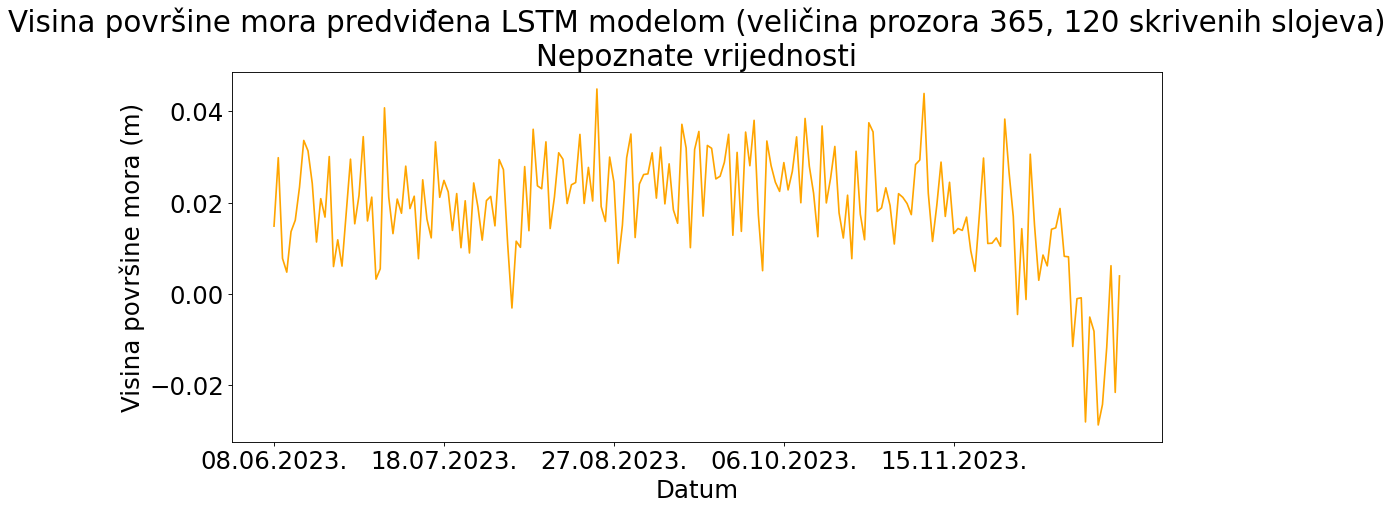 Visina površine mora predviđena LSTM modelom (veličina prozora 365, 120 skrivenih slojeva)
Nepoznate vrijednosti
Visina površine mora (m)
0.04
0.02
0.00
−0.02
08.06.2023. 18.07.2023. 27.08.2023. 06.10.2023. 15.11.2023.
Datum